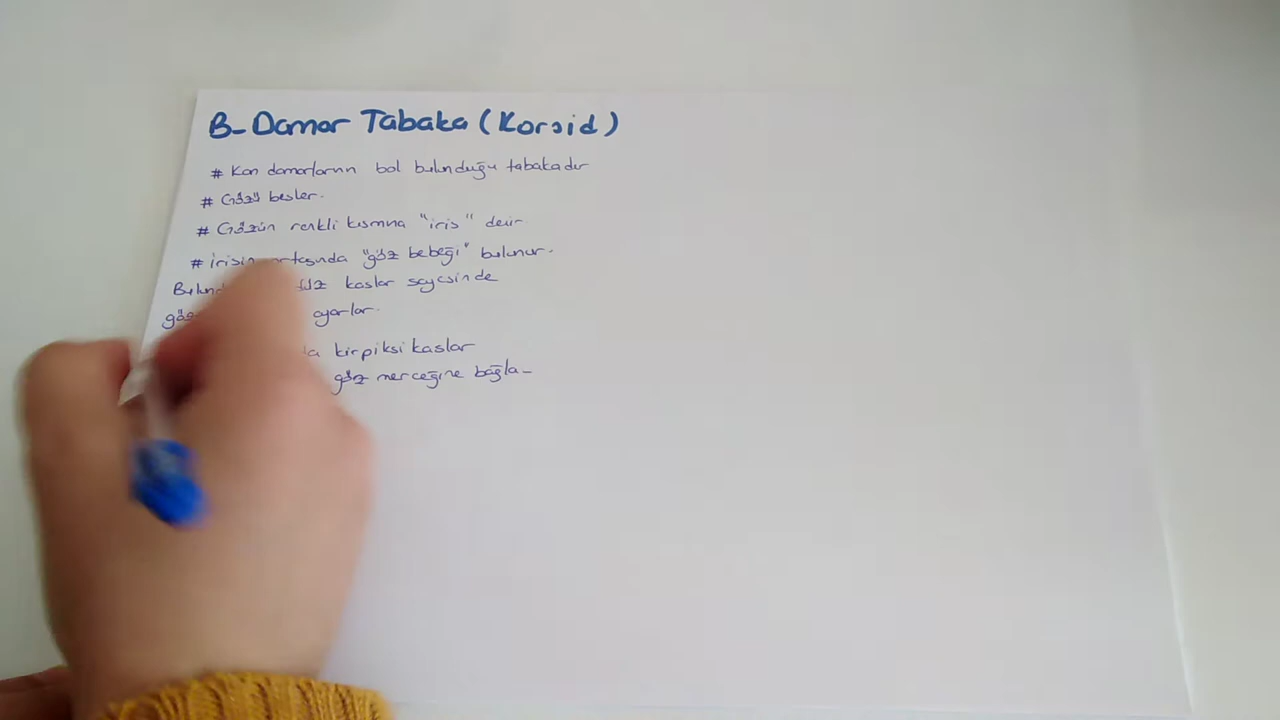 B- Damar Tabaka (Koroid)
# Kan damarlarının bol bulunduğu tabakadır
# Gözü besler.
# Gözün renkli kısmına "iris" denir
# İrisin ortasında "göz bebeği" bulunur.
kaslar sayesinde
ayarlar.
kirpiksi kaslar
göz merceğine bağla-